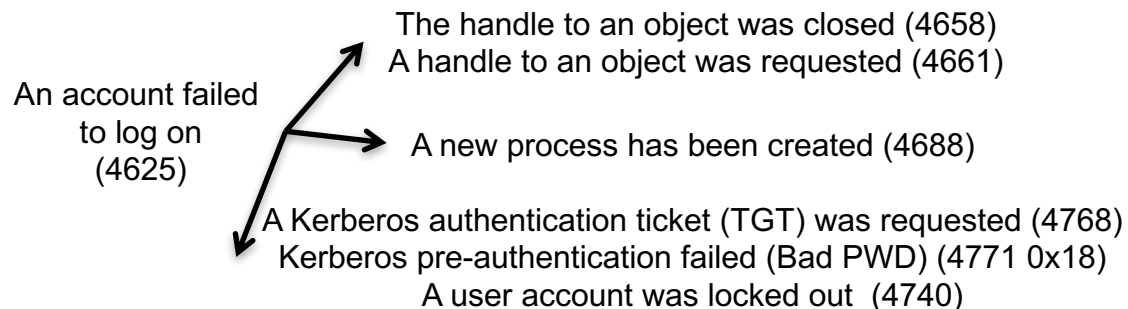 The handle to an object was closed (4658)
A handle to an object was requested (4661)
An account failed
to log on
(4625)
A new process has been created (4688)
A Kerberos authentication ticket (TGT) was requested (4768)
Kerberos pre-authentication failed (Bad PWD) (4771 0x18)
A user account was locked out  (4740)